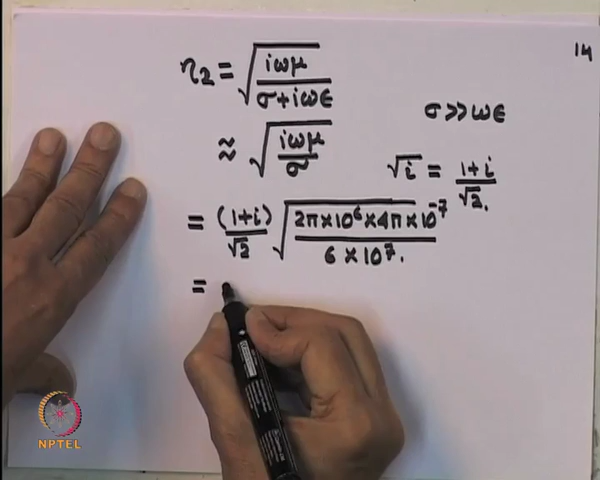 14
η₂ = √(iωμ / (σ+iωε))
σ >> ωε
≈ √(iωμ / σ)
√i = (1+i)/√2.
= (1+i)/√2 √(2π×10⁶×4π×10⁻⁷ / 6×10⁷.)
=
NPTEL